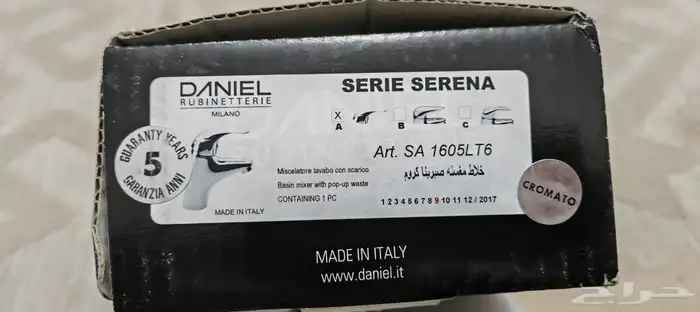 DANIEL
RUBINETTERIE
MILANO
SERIE SERENA
X
A B C
Art. SA 1605LT6
GUARANTY YEARS
5
GARANZIA ANNI
Miscelatore lavabo con scarico
Basin mixer with pop-up waste
CONTAINING 1 PC
خلاط مغسله صيرينا كروم
MADE IN ITALY
1 2 3 4 5 6 7 8 9 10 11 12 / 2017
CROMATO
MADE IN ITALY
www.daniel.it
حراج